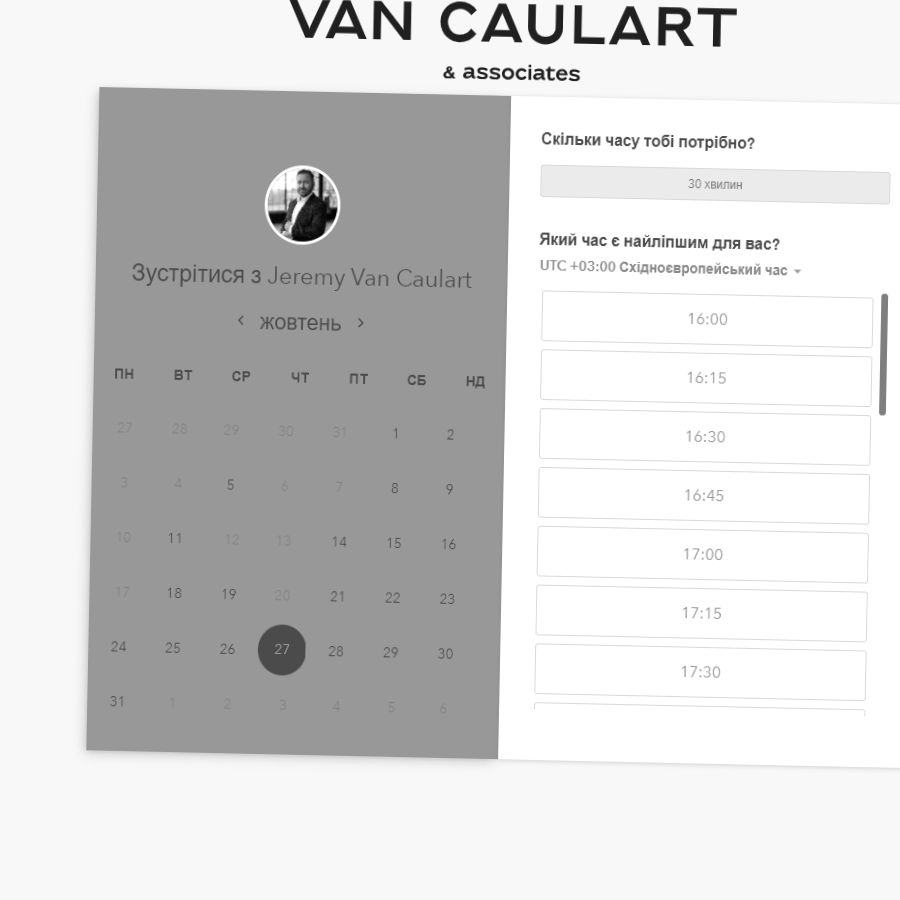 VAN CAULART
& associates
Зустрітися з Jeremy Van Caulart
‹ жовтень ›
ПН ВТ СР ЧТ ПТ СБ НД
27 28 29 30 31 1 2
3 4 5 6 7 8 9
10 11 12 13 14 15 16
17 18 19 20 21 22 23
24 25 26 27 28 29 30
31 1 2 3 4 5 6
Скільки часу тобі потрібно?
30 хвилин
Який час є найліпшим для вас?
UTC +03:00 Східноєвропейський час
16:00
16:15
16:30
16:45
17:00
17:15
17:30